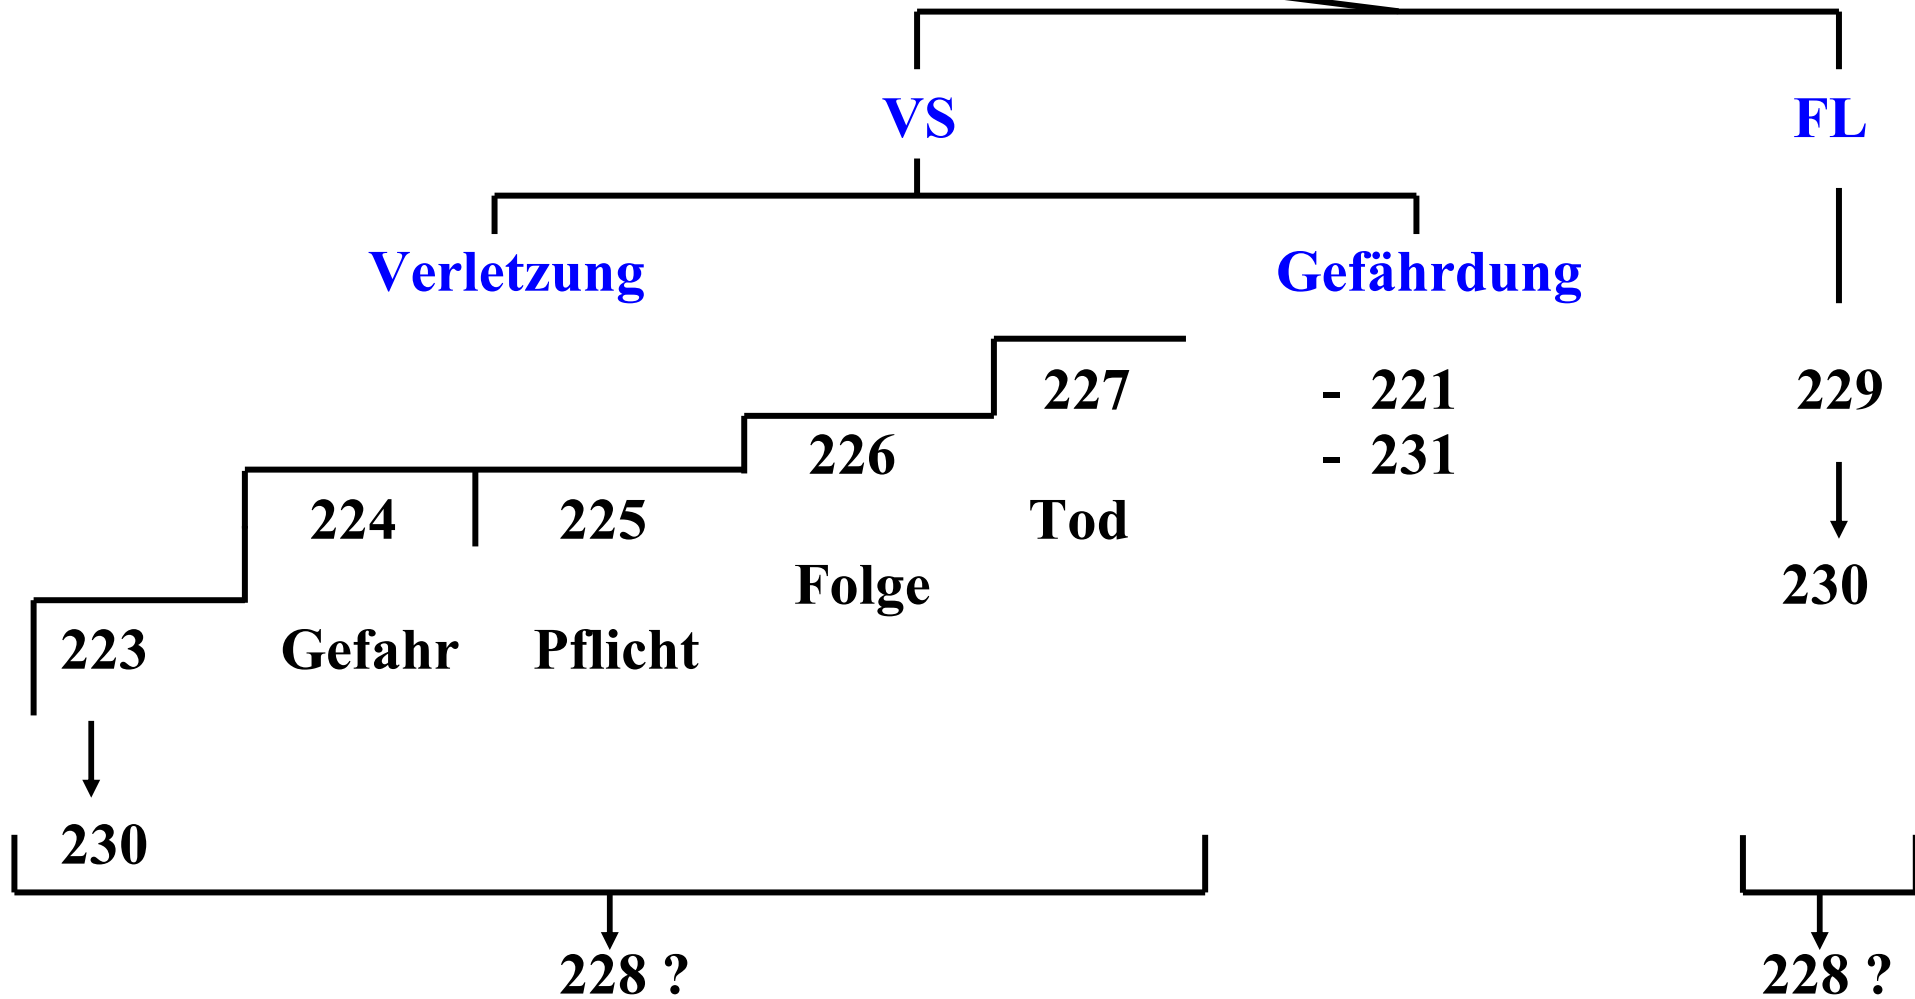 VS FL
Verletzung Gefährdung
227 - 221 229
226 - 231
224 225 Tod
Folge 230
223 Gefahr Pflicht
230
228 ? 228 ?